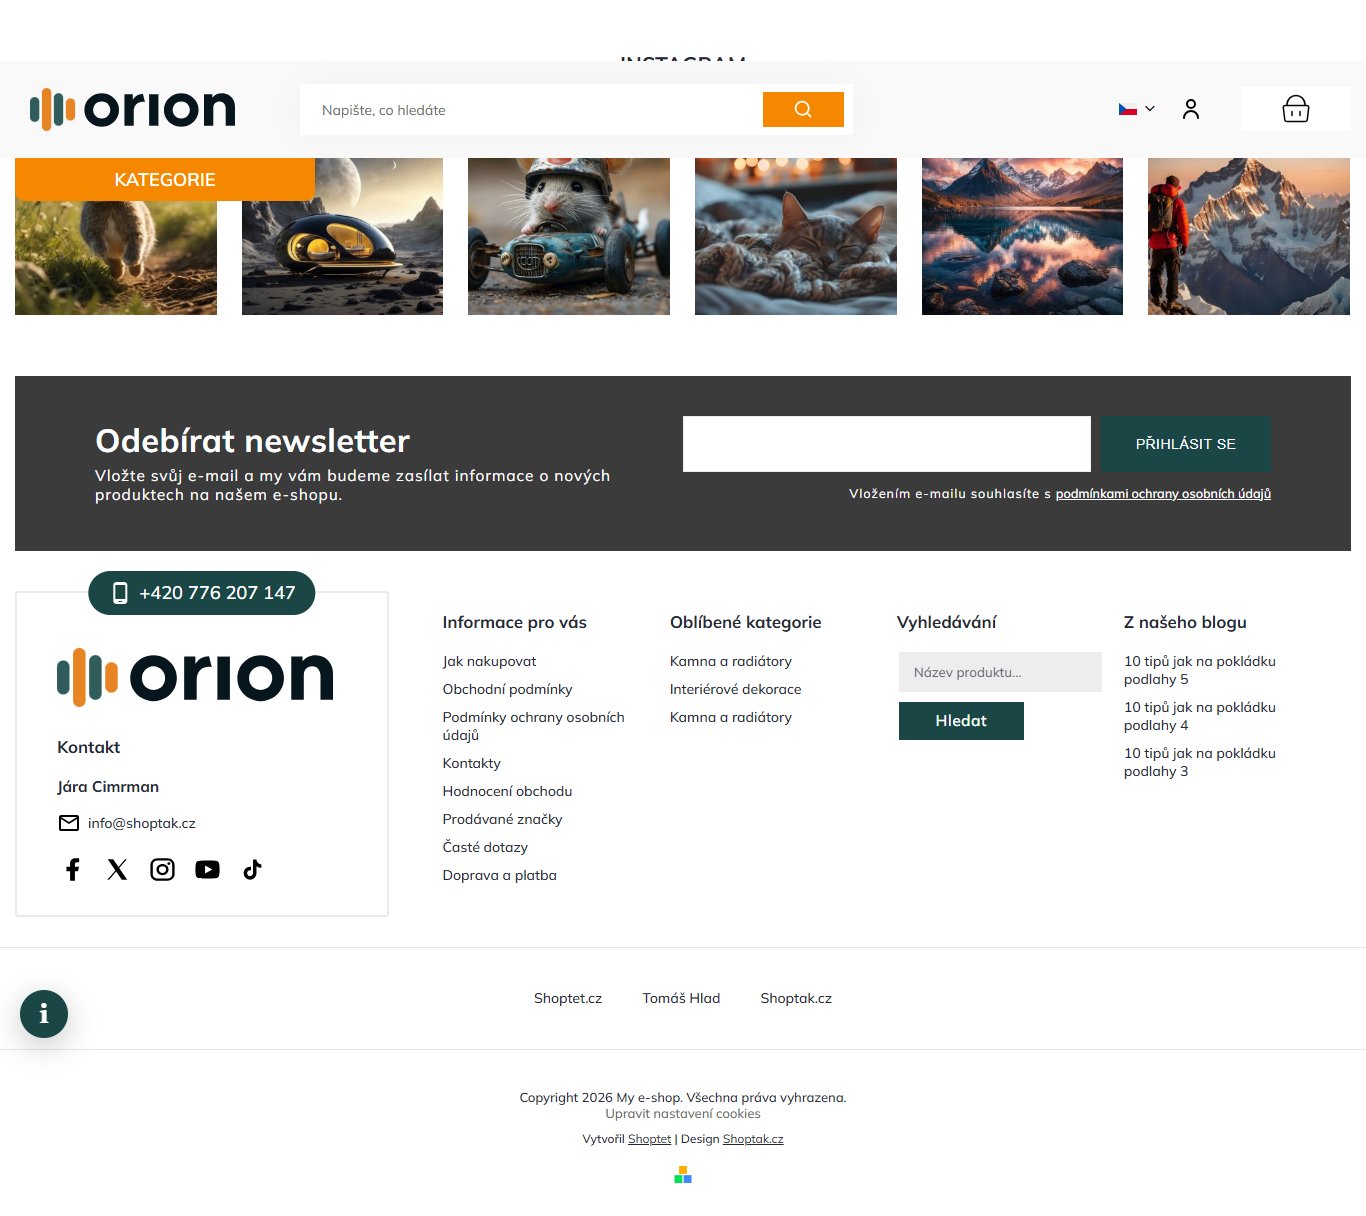 INSTAGRAM
orion
Napište, co hledáte
KATEGORIE
Odebírat newsletter
Vložte svůj e-mail a my vám budeme zasílat informace o nových
produktech na našem e-shopu.
PŘIHLÁSIT SE
Vložením e-mailu souhlasíte s podmínkami ochrany osobních údajů
+420 776 207 147
orion
Kontakt
Jára Cimrman
info@shoptak.cz
Informace pro vás
Jak nakupovat
Obchodní podmínky
Podmínky ochrany osobních
údajů
Kontakty
Hodnocení obchodu
Prodávané značky
Časté dotazy
Doprava a platba
Oblíbené kategorie
Kamna a radiátory
Interiérové dekorace
Kamna a radiátory
Vyhledávání
Název produktu...
Hledat
Z našeho blogu
10 tipů jak na pokládku
podlahy 5
10 tipů jak na pokládku
podlahy 4
10 tipů jak na pokládku
podlahy 3
i
Shoptet.cz
Tomáš Hlad
Shoptak.cz
Copyright 2026 My e-shop. Všechna práva vyhrazena.
Upravit nastavení cookies
Vytvořil Shoptet | Design Shoptak.cz